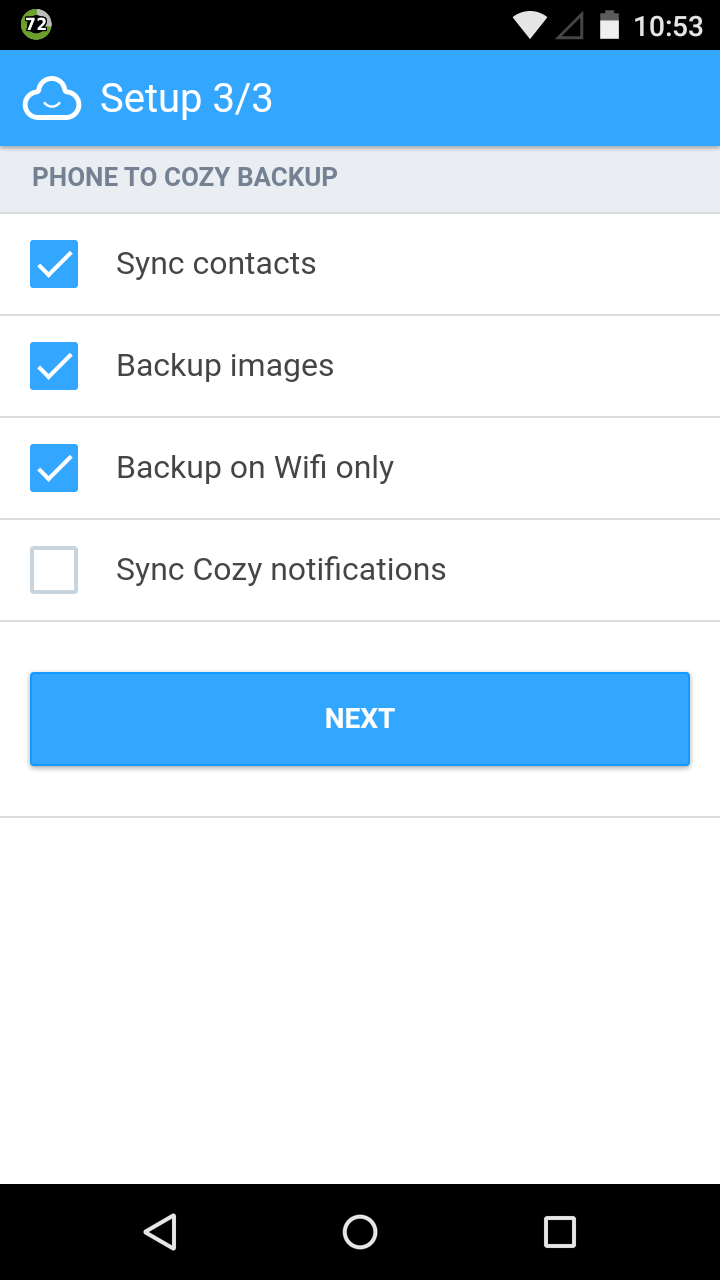 72
10:53
Setup 3/3
PHONE TO COZY BACKUP
Sync contacts
Backup images
Backup on Wifi only
Sync Cozy notifications
NEXT